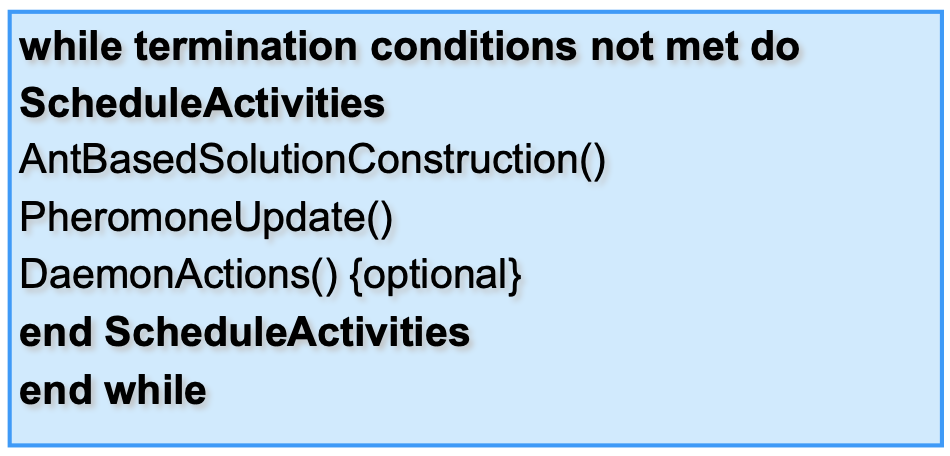 while termination conditions not met do
ScheduleActivities
AntBasedSolutionConstruction()
PheromoneUpdate()
DaemonActions() {optional}
end ScheduleActivities
end while